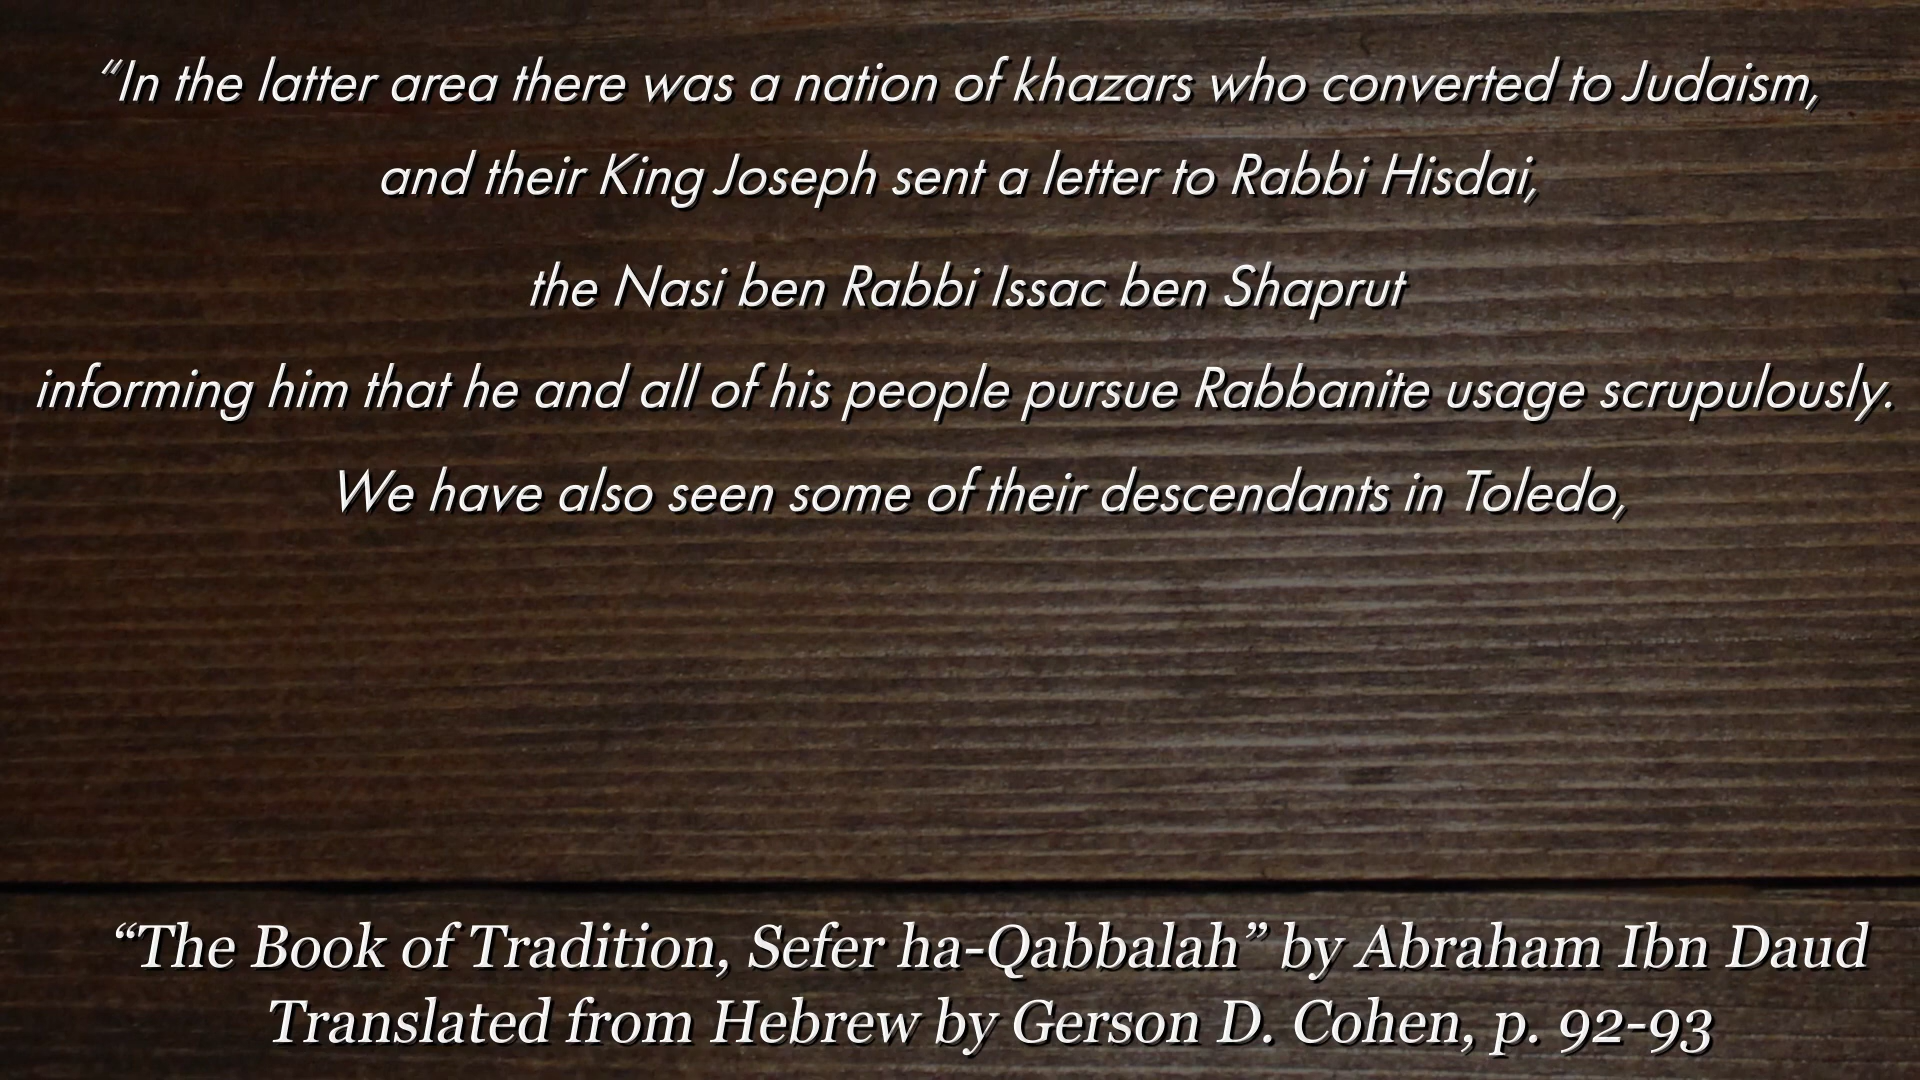 “In the latter area there was a nation of khazars who converted to Judaism,
and their King Joseph sent a letter to Rabbi Hisdai,
the Nasi ben Rabbi Issac ben Shaprut
informing him that he and all of his people pursue Rabbanite usage scrupulously.
We have also seen some of their descendants in Toledo,
“The Book of Tradition, Sefer ha-Qabbalah” by Abraham Ibn Daud
Translated from Hebrew by Gerson D. Cohen, p. 92-93